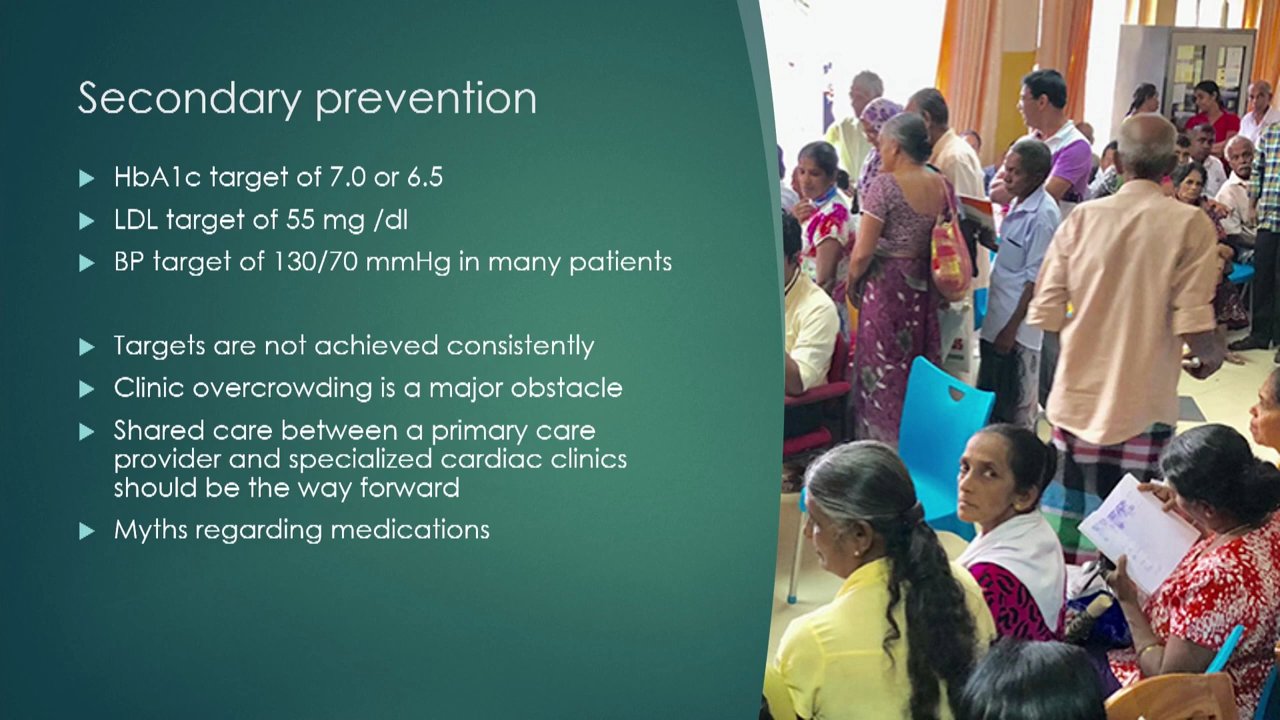 Secondary prevention
HbA1c target of 7.0 or 6.5
LDL target of 55 mg /dl
BP target of 130/70 mmHg in many patients
Targets are not achieved consistently
Clinic overcrowding is a major obstacle
Shared care between a primary care
provider and specialized cardiac clinics
should be the way forward
Myths regarding medications